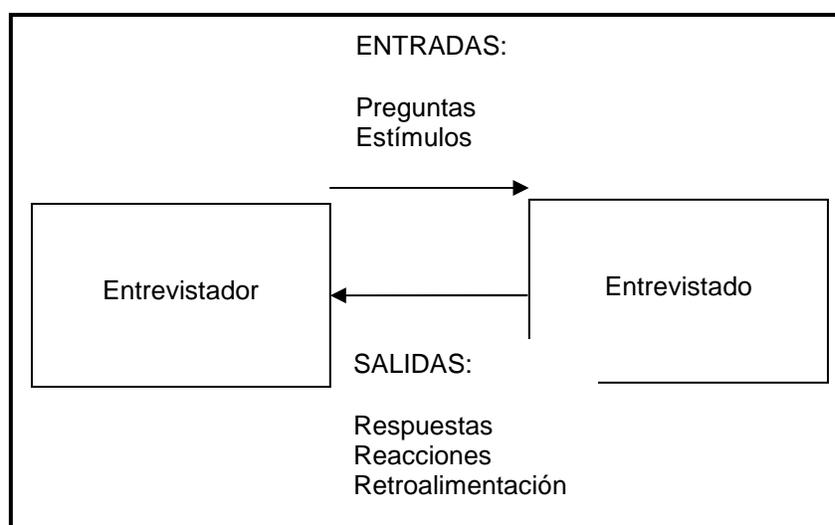 ENTRADAS:
Preguntas
Estímulos
Entrevistador
Entrevistado
SALIDAS:
Respuestas
Reacciones
Retroalimentación